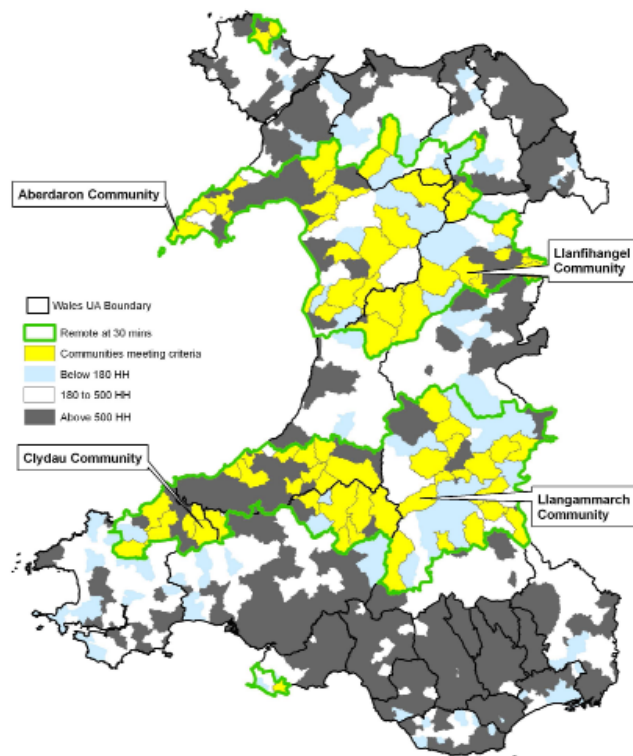 Aberdaron Community
Llanfihangel
Community
Wales UA Boundary
Remote at 30 mins
Communities meeting criteria
Below 180 HH
180 to 500 HH
Above 500 HH
Clydau Community
Llangammarch
Community